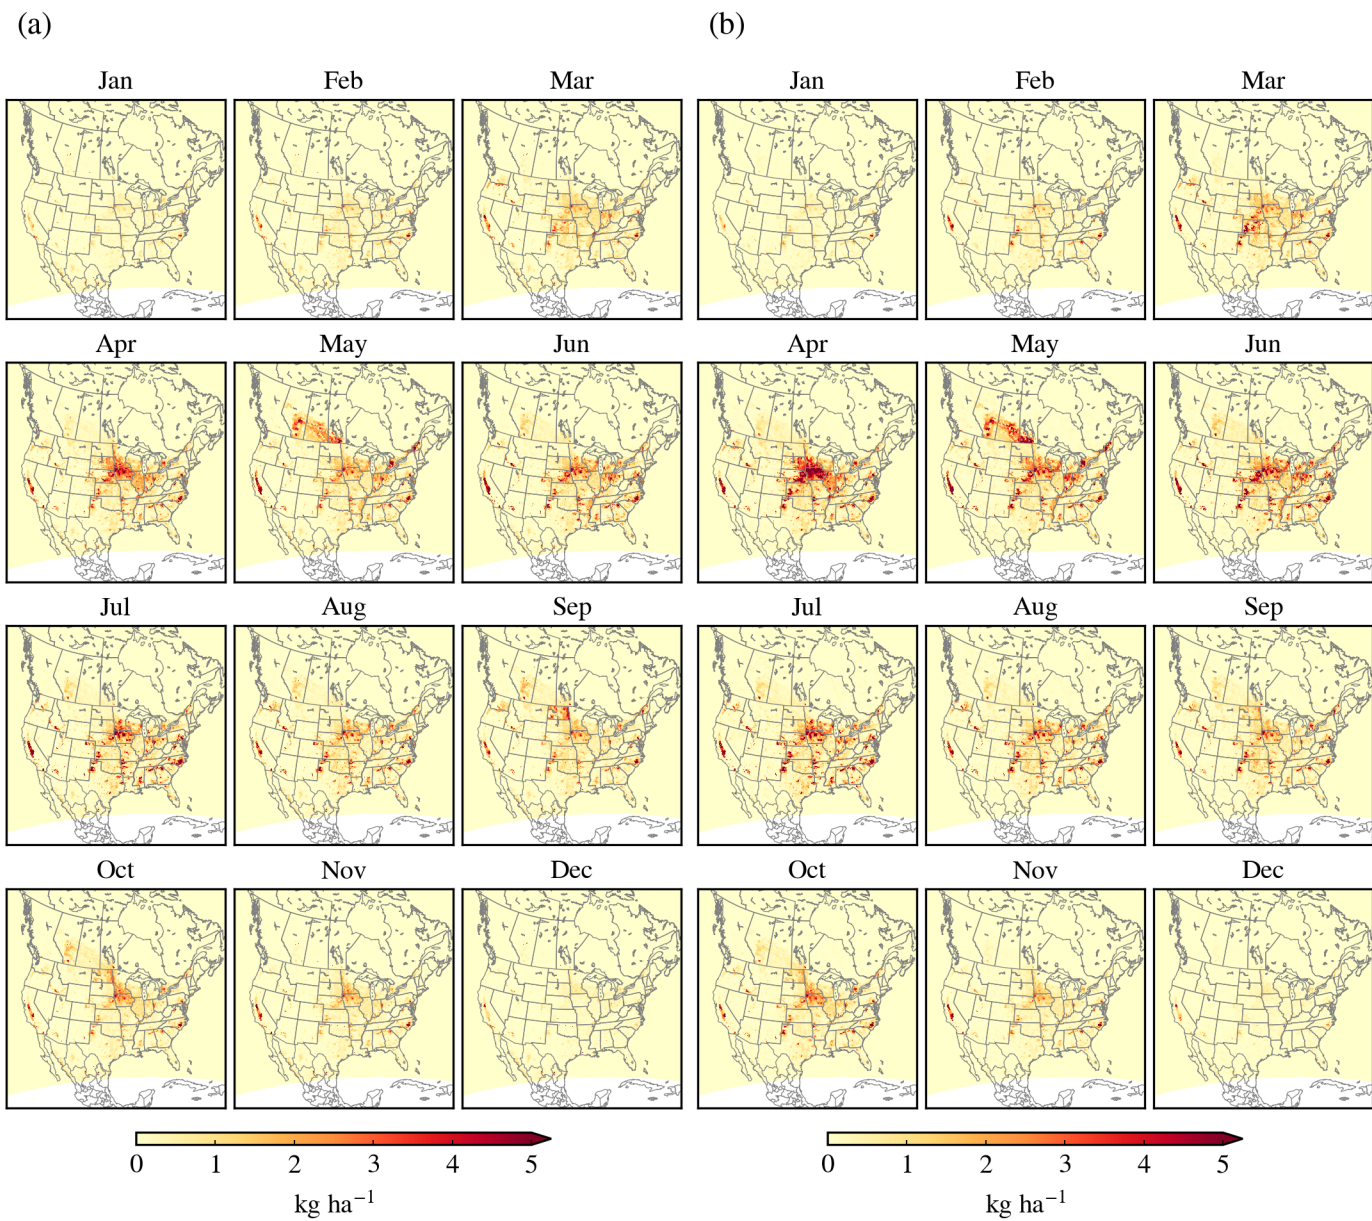 (a) (b)
Jan Feb Mar Jan Feb Mar
Apr May Jun Apr May Jun
Jul Aug Sep Jul Aug Sep
Oct Nov Dec Oct Nov Dec
0 1 2 3 4 5 0 1 2 3 4 5
kg ha⁻¹ kg ha⁻¹